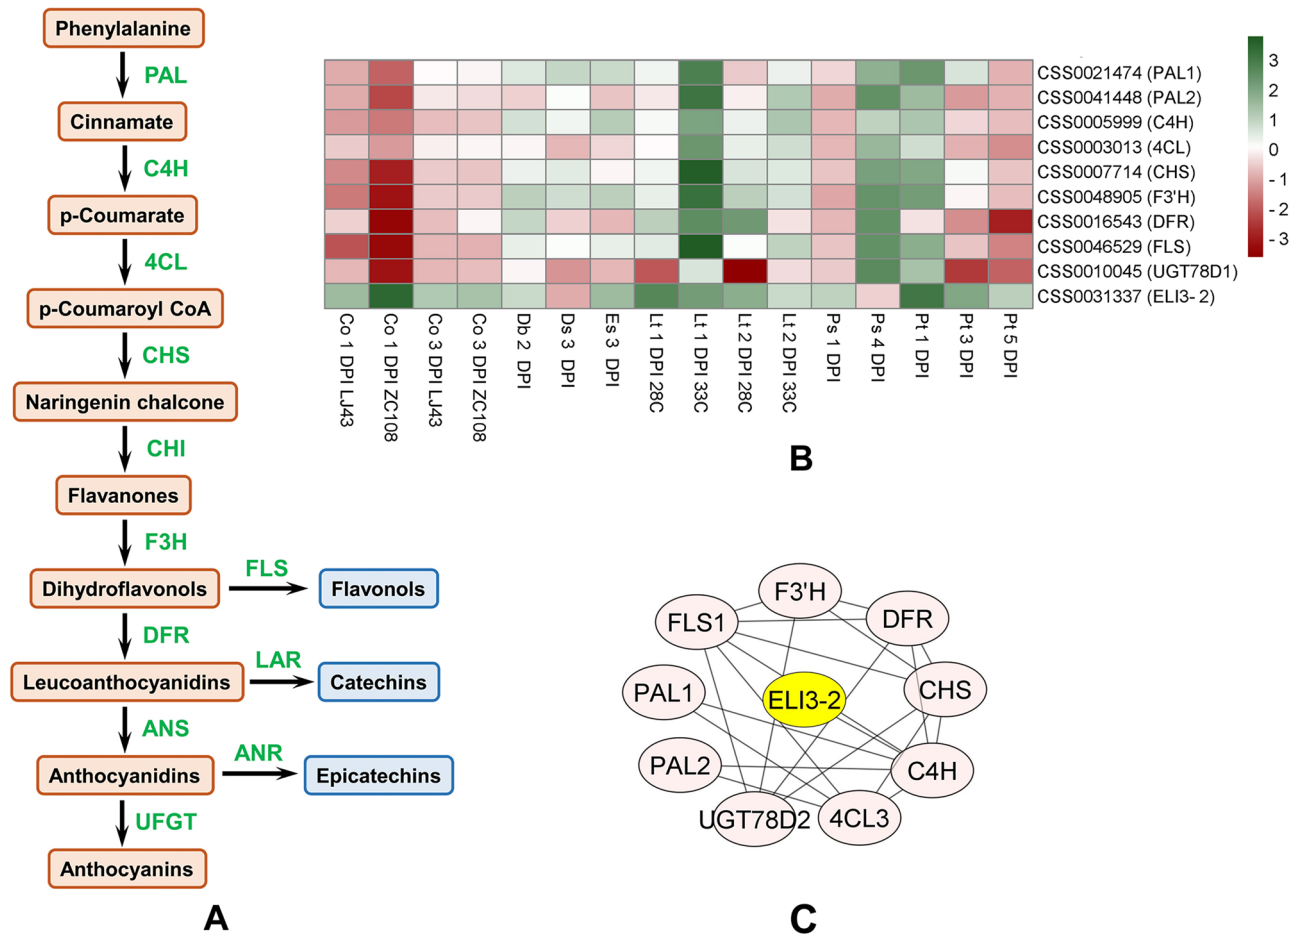 Phenylalanine
PAL
Cinnamate
C4H
p-Coumarate
4CL
p-Coumaroyl CoA
CHS
Naringenin chalcone
CHI
Flavanones
F3H
Dihydroflavonols
FLS
Flavonols
DFR
Leucoanthocyanidins
LAR
Catechins
ANS
Anthocyanidins
ANR
Epicatechins
UFGT
Anthocyanins
A
CSS0021474 (PAL1)
CSS0041448 (PAL2)
CSS0005999 (C4H)
CSS0003013 (4CL)
CSS0007714 (CHS)
CSS0048905 (F3'H)
CSS0016543 (DFR)
CSS0046529 (FLS)
CSS0010045 (UGT78D1)
CSS0031337 (ELI3- 2)
3
2
1
0
- 1
- 2
- 3
Co 1 DPI LJ43
Co 1 DPI ZC108
Co 3 DPI LJ43
Co 3 DPI ZC108
Db 2 DPI
Ds 3 DPI
Es 3 DPI
Lt 1 DPI 28C
Lt 1 DPI 33C
Lt 2 DPI 28C
Lt 2 DPI 33C
Ps 1 DPI
Ps 4 DPI
Pt 1 DPI
Pt 3 DPI
Pt 5 DPI
B
F3'H
FLS1
DFR
PAL1
ELI3-2
CHS
PAL2
C4H
UGT78D2
4CL3
C